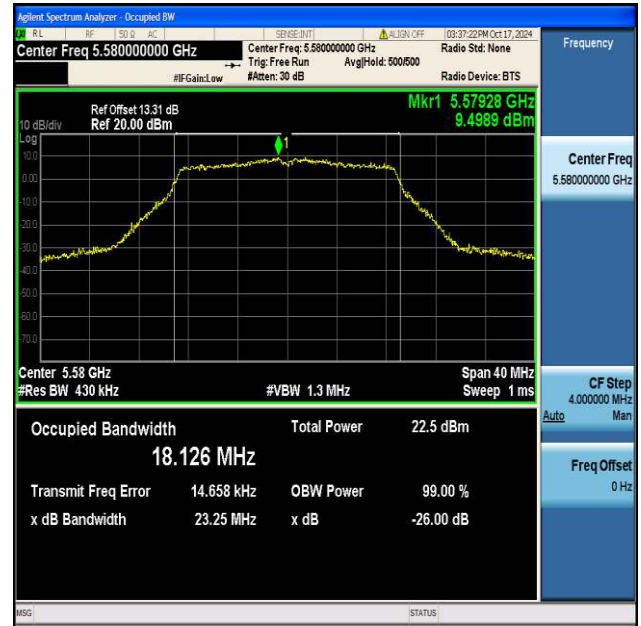 Agilent Spectrum Analyzer - Occupied BW
RL RF 50 Ω AC SENSE:INT ALIGN OFF 03:37:22PM Oct 17, 2024
Center Freq 5.580000000 GHz Center Freq: 5.580000000 GHz Radio Std: None Frequency
Trig: Free Run Avg|Hold: 500/500
#IFGain:Low #Atten: 30 dB Radio Device: BTS
Ref Offset 13.31 dB Mkr1 5.57928 GHz
10 dB/div Ref 20.00 dBm 9.4989 dBm
Log
1
10.0
0.00
-10.0
-20.0
-30.0
-40.0
-50.0
-60.0
-70.0
Center Freq
5.580000000 GHz
Center 5.58 GHz Span 40 MHz
#Res BW 430 kHz #VBW 1.3 MHz Sweep 1 ms
CF Step
4.000000 MHz
Auto Man
Occupied Bandwidth Total Power 22.5 dBm
18.126 MHz
Freq Offset
0 Hz
Transmit Freq Error 14.658 kHz OBW Power 99.00 %
x dB Bandwidth 23.25 MHz x dB -26.00 dB
MSG STATUS